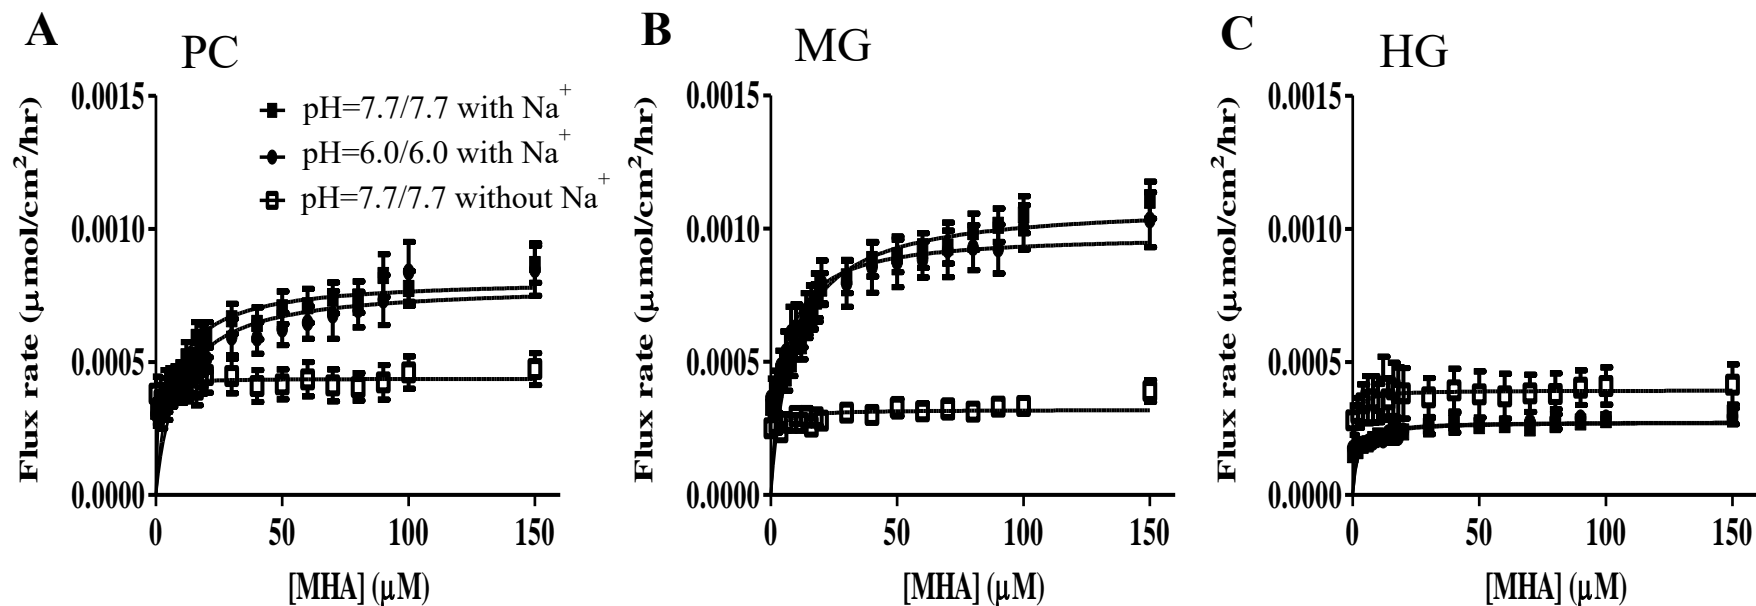 A
PC
Flux rate (μmol/cm²/hr)
0.0015
0.0010
0.0005
0.0000
pH=7.7/7.7 with Na⁺
pH=6.0/6.0 with Na⁺
pH=7.7/7.7 without Na⁺
0 50 100 150
[MHA] (μM)
B
MG
Flux rate (μmol/cm²/hr)
0.0015
0.0010
0.0005
0.0000
0 50 100 150
[MHA] (μM)
C
HG
Flux rate (μmol/cm²/hr)
0.0015
0.0010
0.0005
0.0000
0 50 100 150
[MHA] (μM)